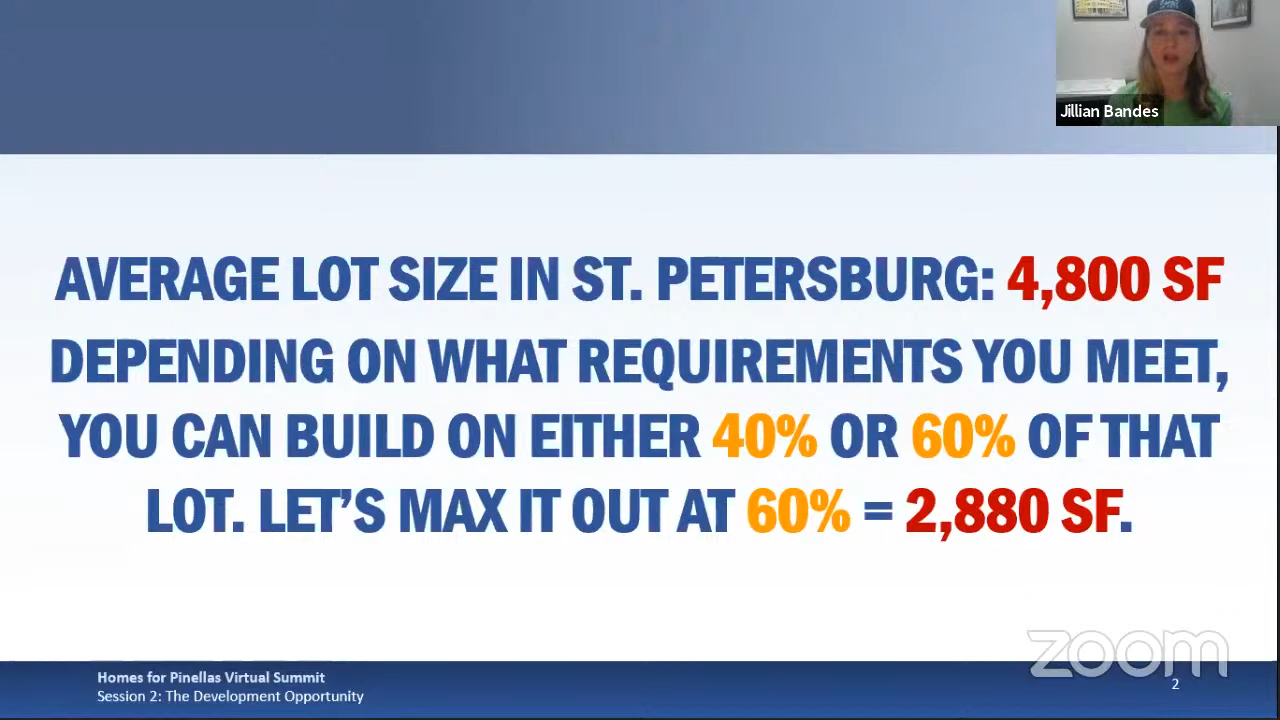 Jillian Bandes
AVERAGE LOT SIZE IN ST. PETERSBURG: 4,800 SF
DEPENDING ON WHAT REQUIREMENTS YOU MEET,
YOU CAN BUILD ON EITHER 40% OR 60% OF THAT
LOT. LET’S MAX IT OUT AT 60% = 2,880 SF.
zoom
Homes for Pinellas Virtual Summit
Session 2: The Development Opportunity
2